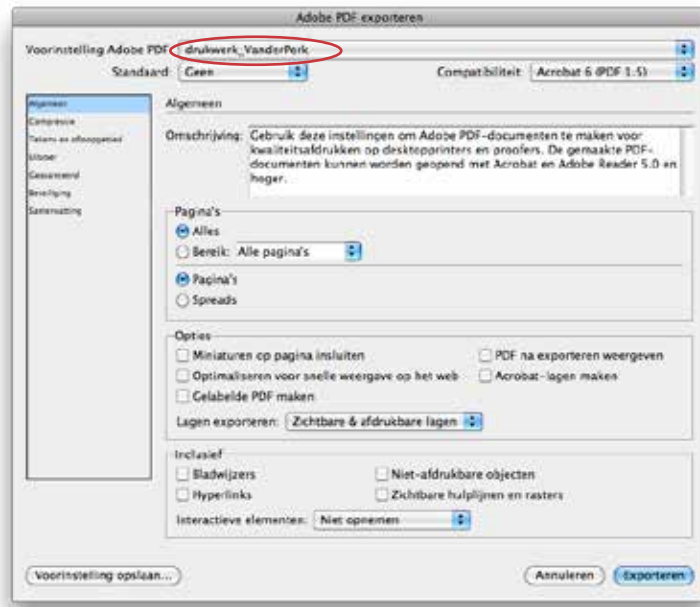 Adobe PDF exporteren
Voorinstelling Adobe PDF: drukwerk_VanderPerk
Standaard: Geen
Compatibiliteit: Acrobat 6 (PDF 1.5)
Algemeen
Compressie
Tekens en afloopgebied
Uitvoer
Geavanceerd
Beveiliging
Samenvatting
Algemeen
Omschrijving: Gebruik deze instellingen om Adobe PDF-documenten te maken voor
kwaliteitsafdrukken op desktopprinters en proofers. De gemaakte PDF-
documenten kunnen worden geopend met Acrobat en Adobe Reader 5.0 en
hoger.
Pagina's
Alles
Bereik: Alle pagina's
Pagina's
Spreads
Opties
Miniaturen op pagina insluiten
PDF na exporteren weergeven
Optimaliseren voor snelle weergave op het web
Acrobat-lagen maken
Gelabelde PDF maken
Lagen exporteren: Zichtbare & afdrukbare lagen
Inclusief
Bladwijzers
Niet-afdrukbare objecten
Hyperlinks
Zichtbare hulplijnen en rasters
Interactieve elementen: Niet opnemen
Voorinstelling opslaan...
Annuleren
Exporteren